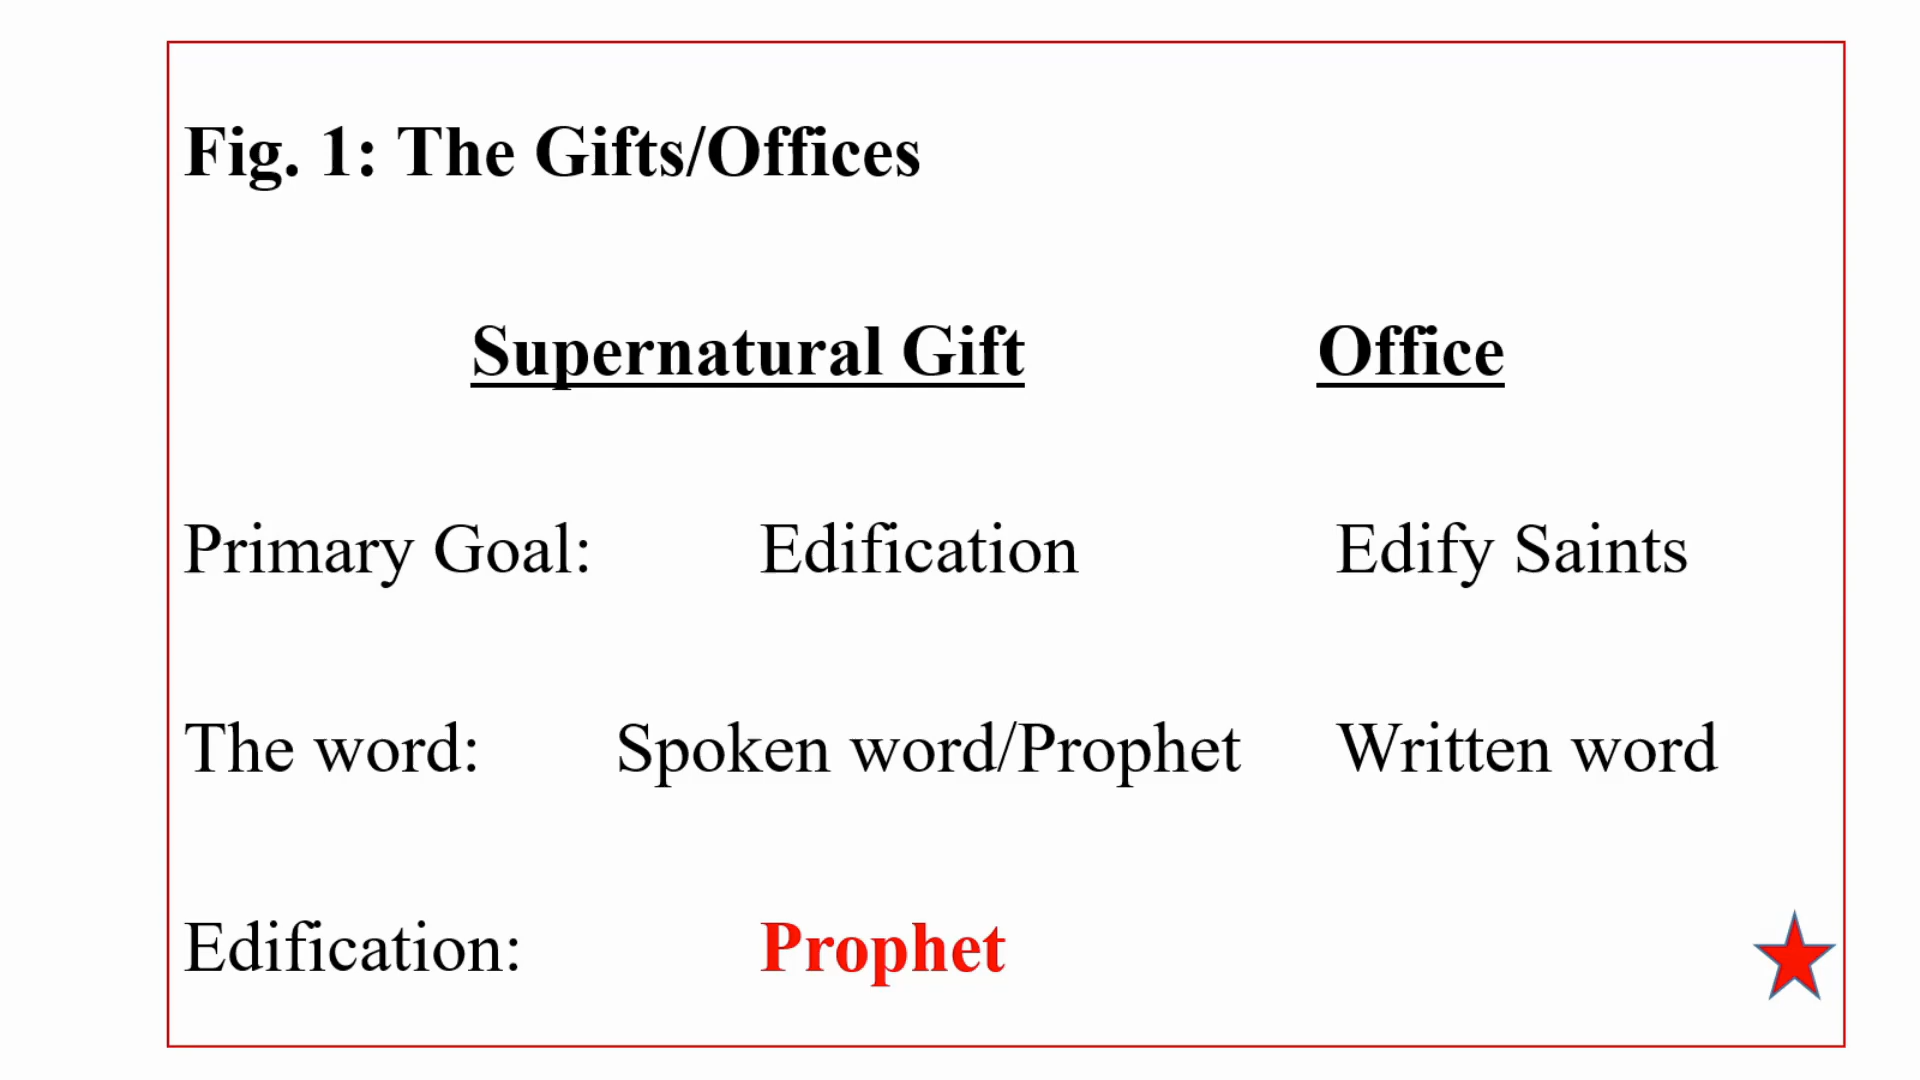 Fig. 1: The Gifts/Offices
Supernatural Gift Office
Primary Goal: Edification Edify Saints
The word: Spoken word/Prophet Written word
Edification: Prophet